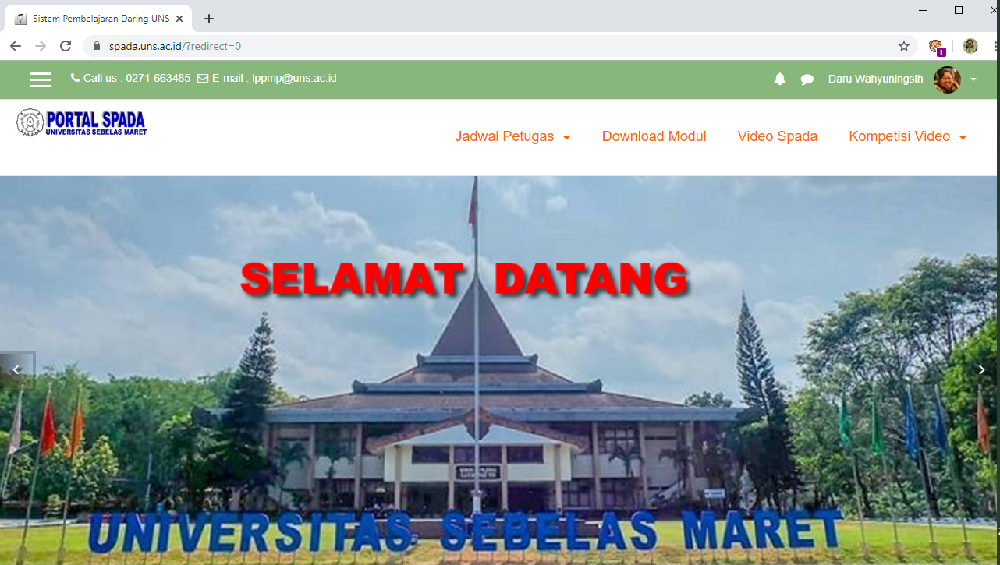 Sistem Pembelajaran Daring UNS
spada.uns.ac.id/?redirect=0
1
Call us : 0271-663485 E-mail : lppmp@uns.ac.id
Daru Wahyuningsih
PORTAL SPADA
UNIVERSITAS SEBELAS MARET
Jadwal Petugas
Download Modul
Video Spada
Kompetisi Video
SELAMAT DATANG
UNIVERSITAS SEBELAS MARET